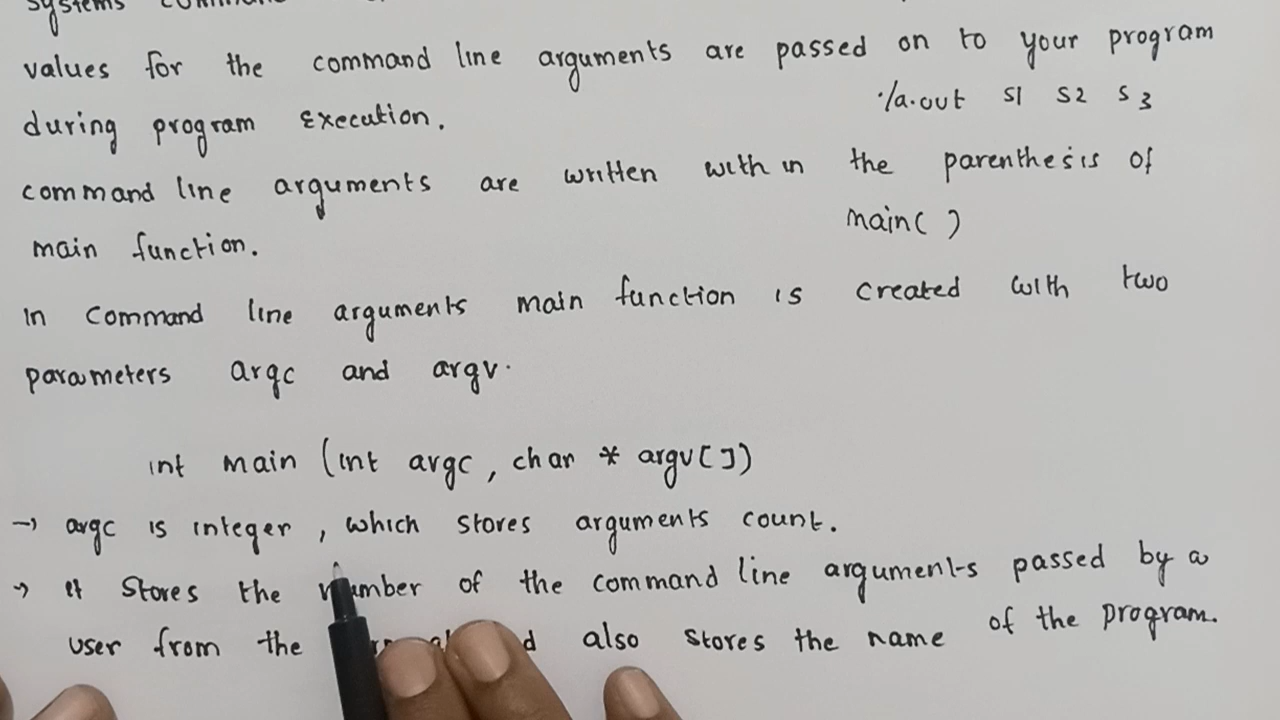 systems command
values for the command line arguments are passed on to your program
during program Execution. ./a.out S1 S2 S3
command line arguments are written with in the parenthesis of
main function. main( )
In command line arguments main function is created with two
parameters argc and argv.
int main (int argc, char * argv[])
→ argc is integer, which stores arguments count.
→ It stores the number of the command line arguments passed by a
user from the also stores the name of the program.